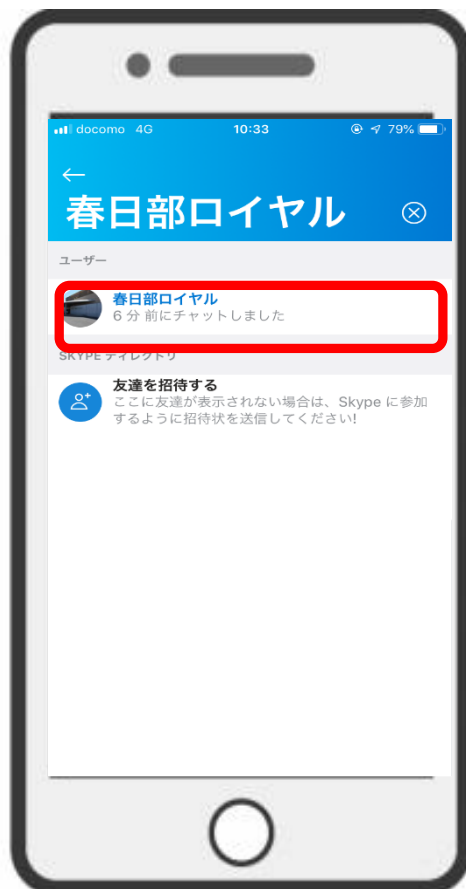 docomo 4G 10:33 79%
春日部ロイヤル
ユーザー
春日部ロイヤル
6 分 前にチャットしました
SKYPE ディレクトリ
友達を招待する
ここに友達が表示されない場合は、Skype に参加
するように招待状を送信してください!